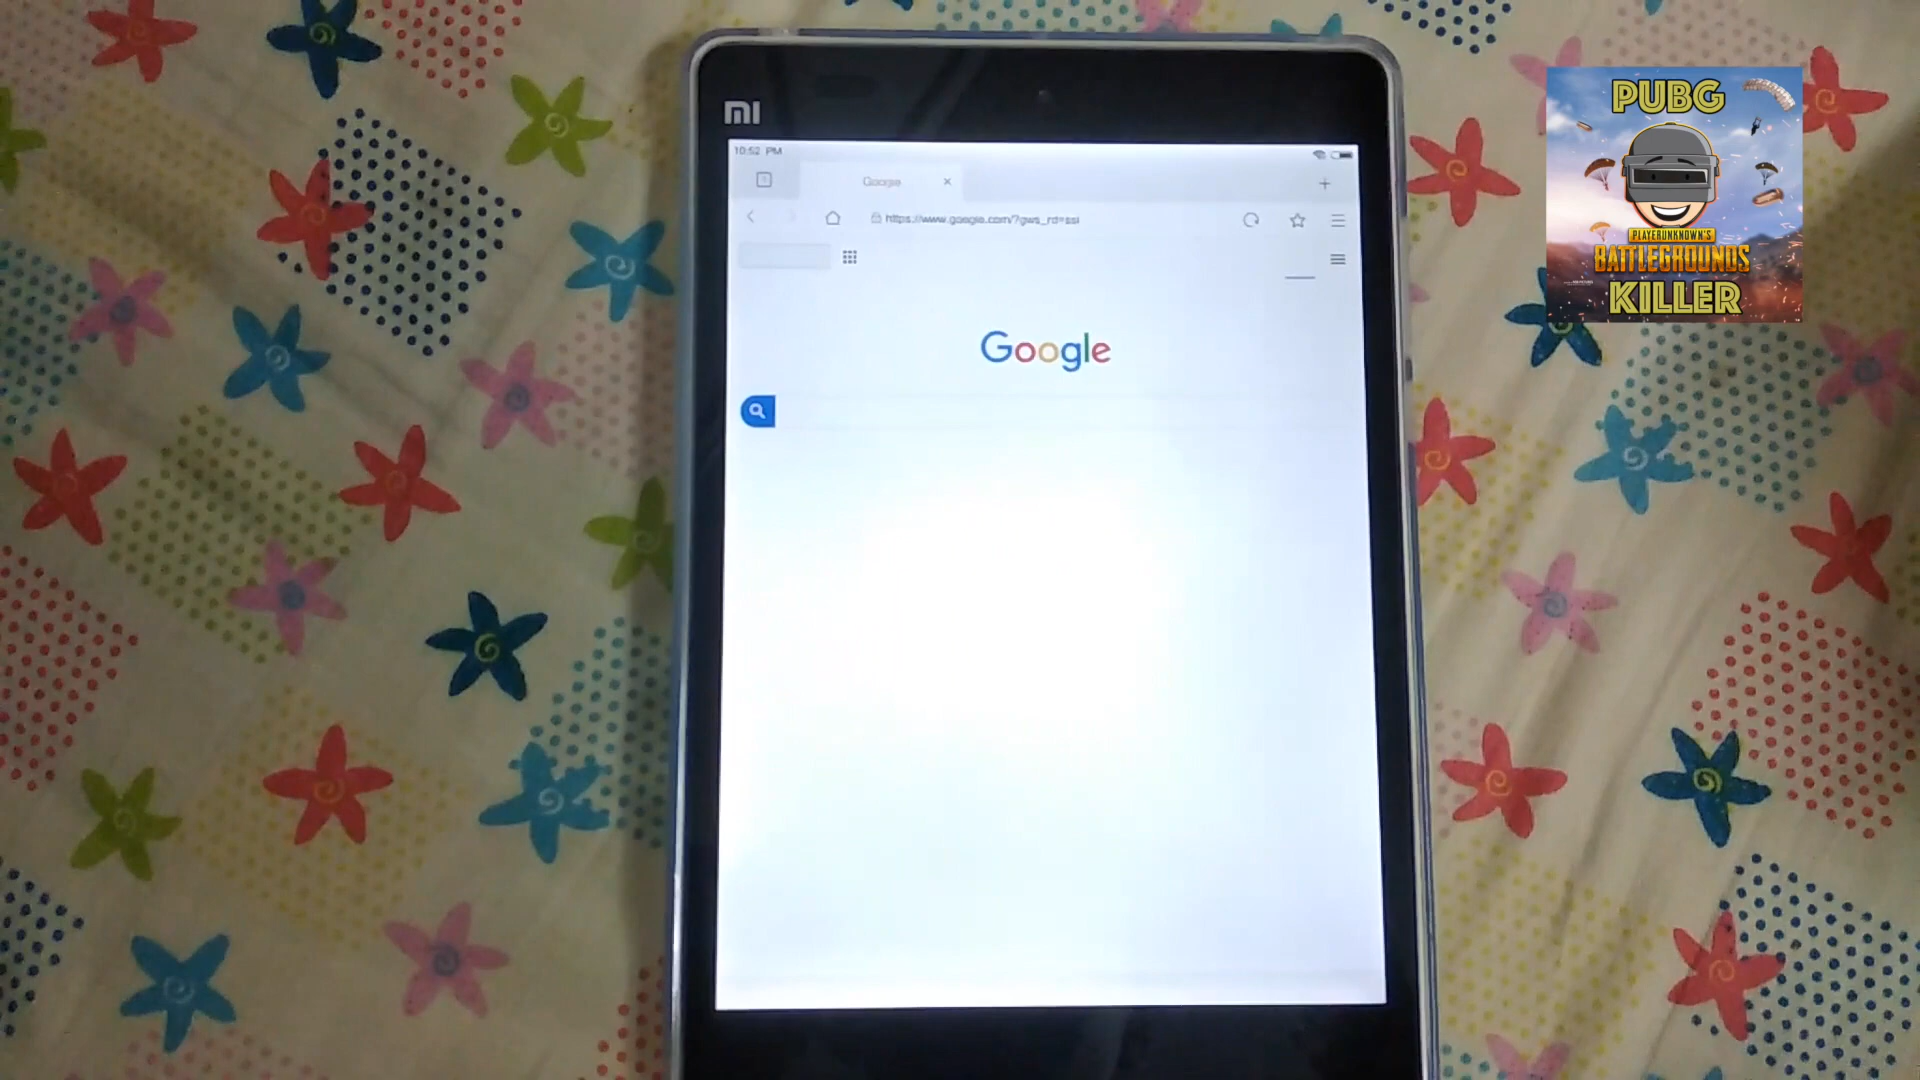 mi
10:52 PM
Google
https://www.google.com/?gws_rd=ssl
Google
PUBG
PLAYERUNKNOWN'S
BATTLEGROUNDS
KILLER